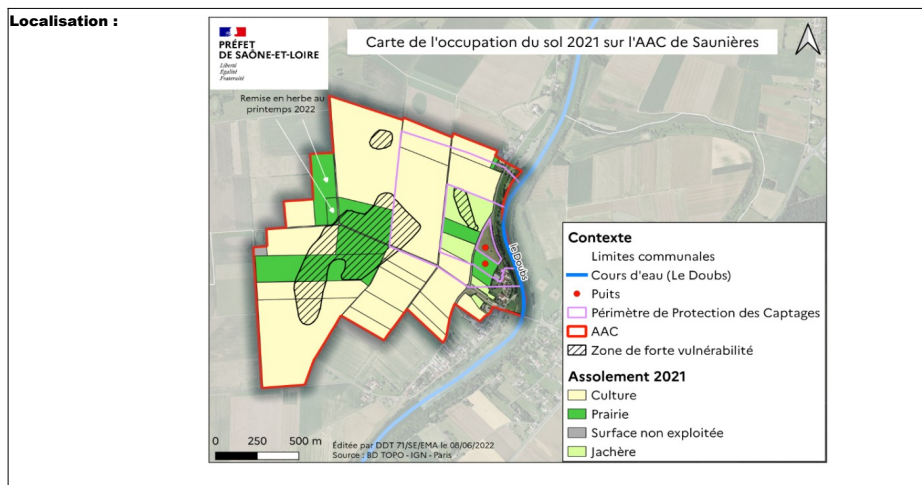 Localisation :
PRÉFET
DE SAÔNE-ET-LOIRE
Liberté
Égalité
Fraternité
Carte de l'occupation du sol 2021 sur l'AAC de Saunières
Remise en herbe au
printemps 2022
le Doubs
Contexte
Limites communales
Cours d'eau (Le Doubs)
Puits
Périmètre de Protection des Captages
AAC
Zone de forte vulnérabilité
Assolement 2021
Culture
Prairie
Surface non exploitée
Jachère
0 250 500 m
Éditée par DDT 71/SE/EMA le 08/06/2022
Source : BD TOPO - IGN - Paris